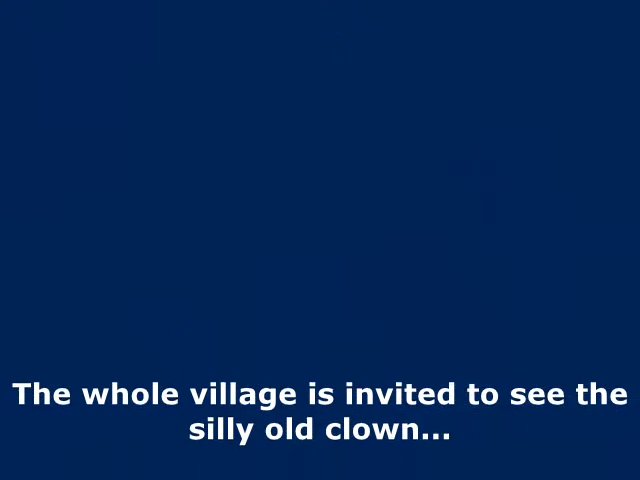 The whole village is invited to see the
silly old clown...